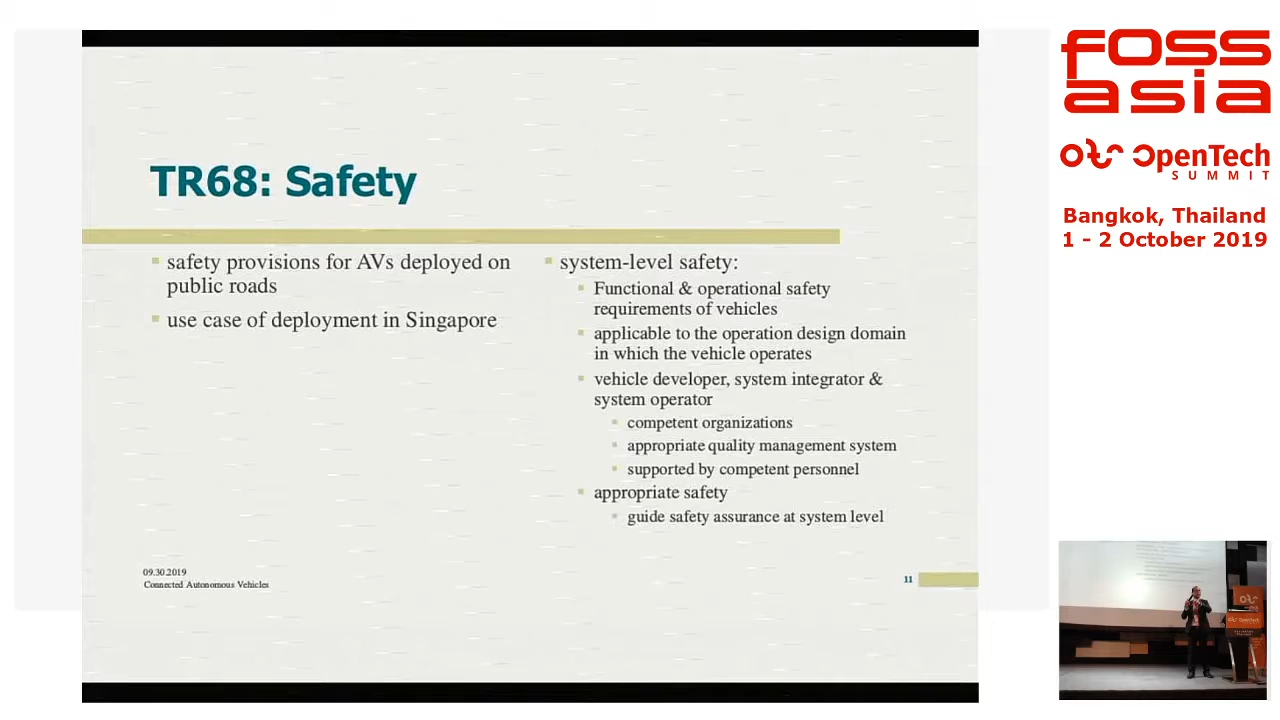 TR68: Safety
safety provisions for AVs deployed on
public roads
use case of deployment in Singapore
system-level safety:
Functional & operational safety
requirements of vehicles
applicable to the operation design domain
in which the vehicle operates
vehicle developer, system integrator &
system operator
competent organizations
appropriate quality management system
supported by competent personnel
appropriate safety
guide safety assurance at system level
09.30.2019
Connected Autonomous Vehicles
11
FOSS
asia
OpenTech
SUMMIT
Bangkok, Thailand
1 - 2 October 2019